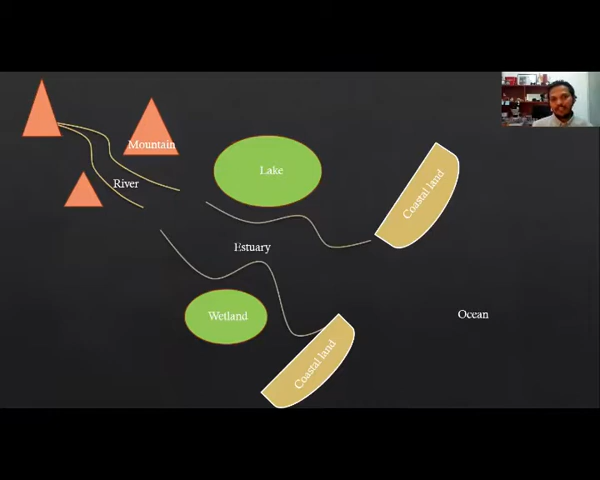 Mountain
Lake
River
Coastal land
Estuary
Wetland
Ocean
Coastal land